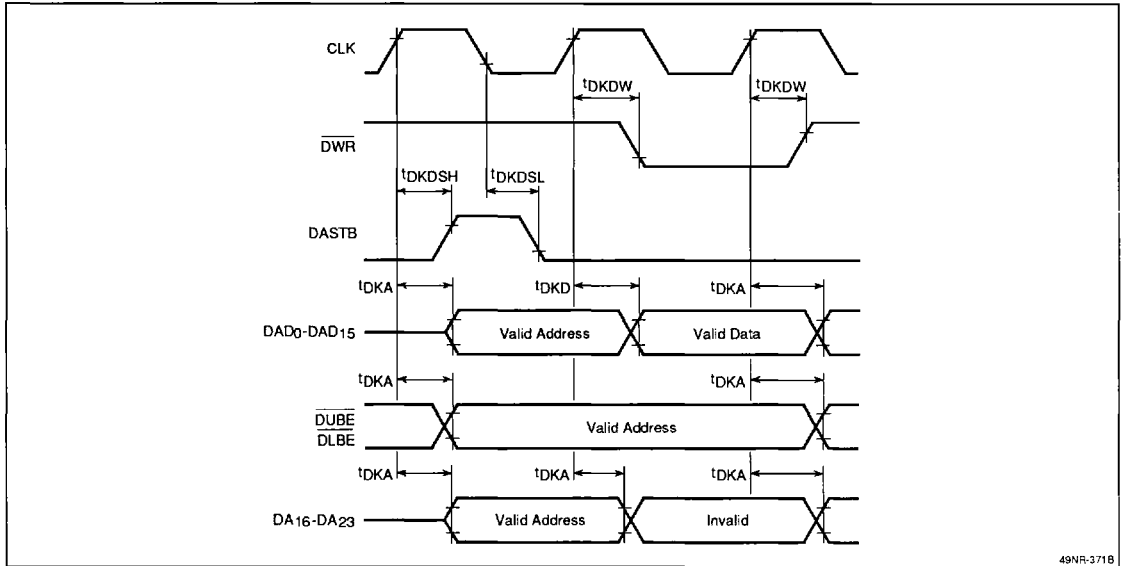 CLK
tDKDW tDKDW
DWR
tDKDSH tDKDSL
DASTB
tDKA tDKD tDKA
DAD0-DAD15 Valid Address Valid Data
tDKA tDKA
DUBE
DLBE
Valid Address
tDKA tDKA tDKA
DA16-DA23 Valid Address Invalid
49NR-371B